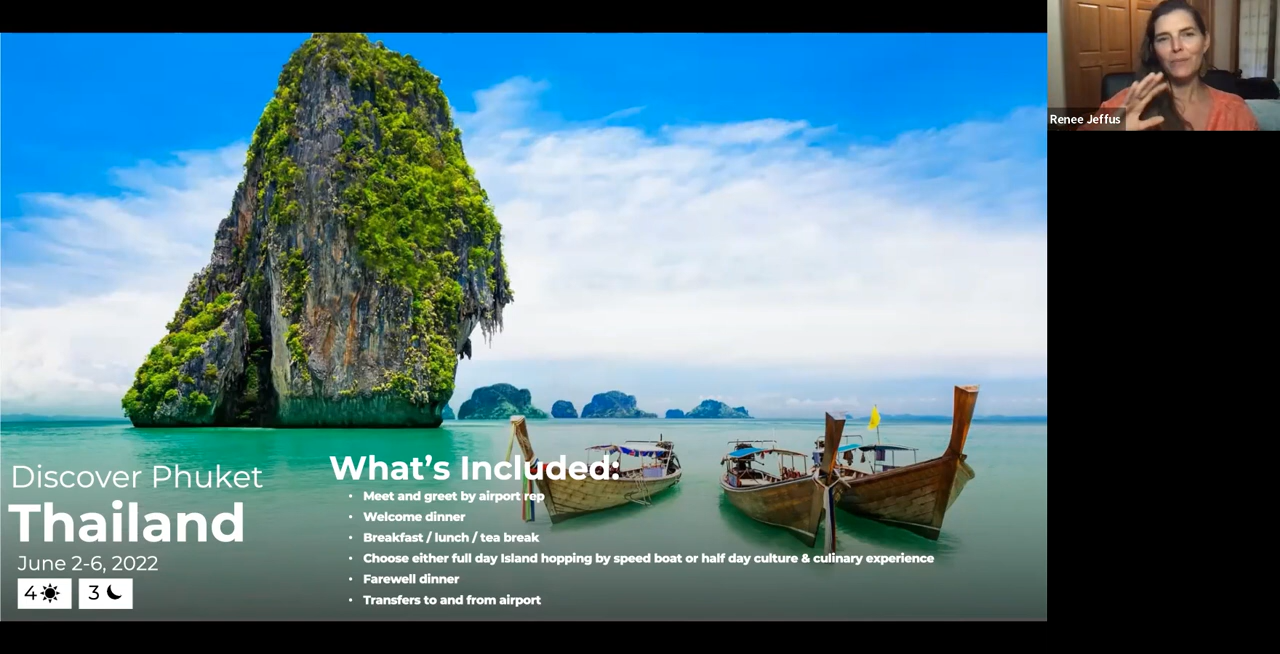 Renee Jeffus
Discover Phuket
Thailand
June 2-6, 2022
4
3
What's Included:
• Meet and greet by airport rep
• Welcome dinner
• Breakfast / lunch / tea break
• Choose either full day Island hopping by speed boat or half day culture & culinary experience
• Farewell dinner
• Transfers to and from airport